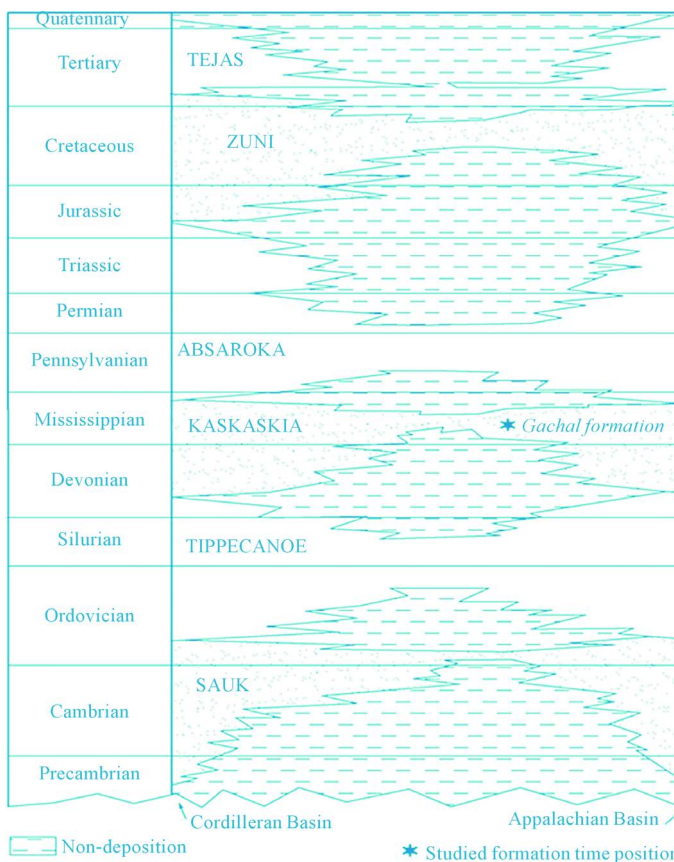 Quatennary
Tertiary
TEJAS
Cretaceous
ZUNI
Jurassic
Triassic
Permian
Pennsylvanian
ABSAROKA
Mississippian
KASKASKIA
Gachal formation
Devonian
Silurian
TIPPECANOE
Ordovician
SAUK
Cambrian
Precambrian
Cordilleran Basin
Appalachian Basin
Non-deposition
Studied formation time position